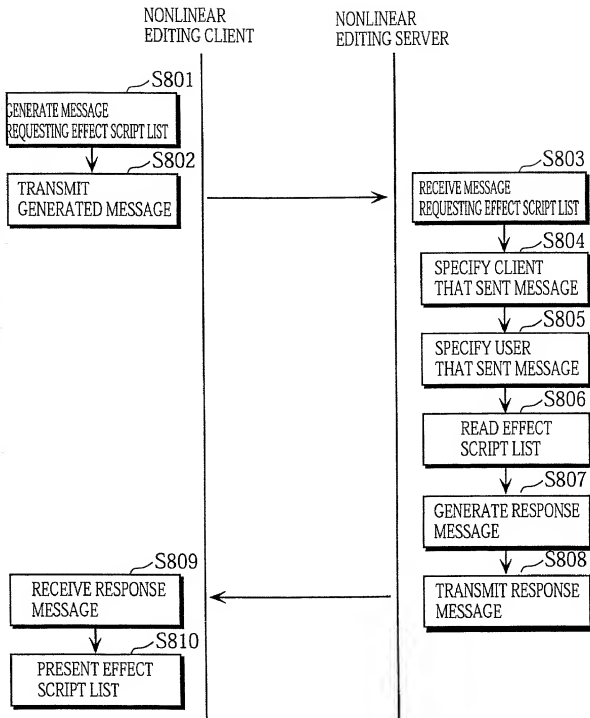 NONLINEAR
EDITING CLIENT
NONLINEAR
EDITING SERVER
S801
GENERATE MESSAGE
REQUESTING EFFECT SCRIPT LIST
S802
TRANSMIT
GENERATED MESSAGE
S803
RECEIVE MESSAGE
REQUESTING EFFECT SCRIPT LIST
S804
SPECIFY CLIENT
THAT SENT MESSAGE
S805
SPECIFY USER
THAT SENT MESSAGE
S806
READ EFFECT
SCRIPT LIST
S807
GENERATE RESPONSE
MESSAGE
S808
TRANSMIT RESPONSE
MESSAGE
S809
RECEIVE RESPONSE
MESSAGE
S810
PRESENT EFFECT
SCRIPT LIST